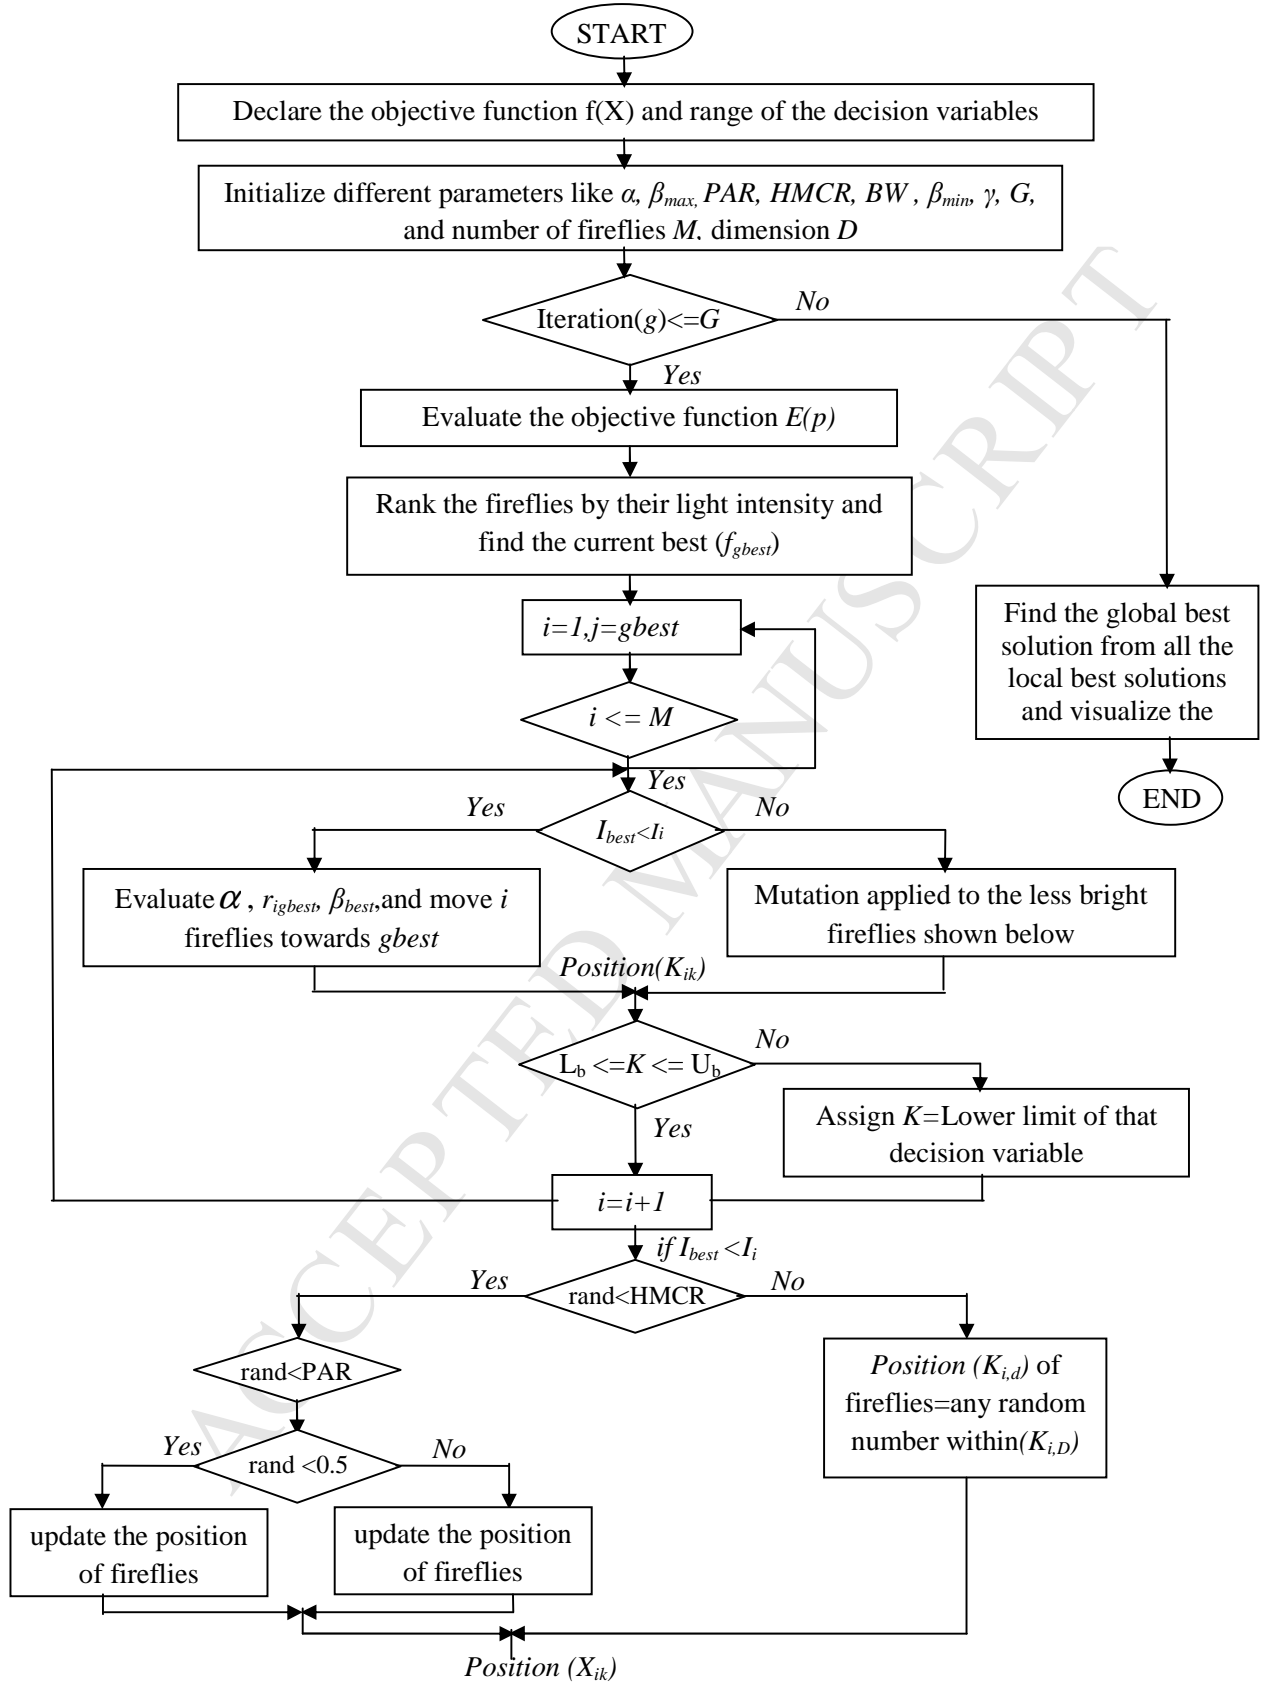 START
Declare the objective function f(X) and range of the decision variables
Initialize different parameters like α, βmax, PAR, HMCR, BW , βmin, γ, G,
and number of fireflies M, dimension D
Iteration(g)<=G
No
Yes
Evaluate the objective function E(p)
Rank the fireflies by their light intensity and
find the current best (fgbest)
i=1,j=gbest
Find the global best
solution from all the
local best solutions
and visualize the
i <= M
Yes
END
Yes
No
Ibest<Ii
Evaluate α , rigbest, βbest,and move i
fireflies towards gbest
Mutation applied to the less bright
fireflies shown below
Position(Kik)
No
Lb <=K <= Ub
Yes
Assign K=Lower limit of that
decision variable
i=i+1
if Ibest <Ii
Yes
No
rand<HMCR
rand<PAR
Position (Ki,d) of
fireflies=any random
number within(Ki,D)
Yes
No
rand <0.5
update the position
of fireflies
update the position
of fireflies
Position (Xik)
ACCEPTED MANUSCRIPT